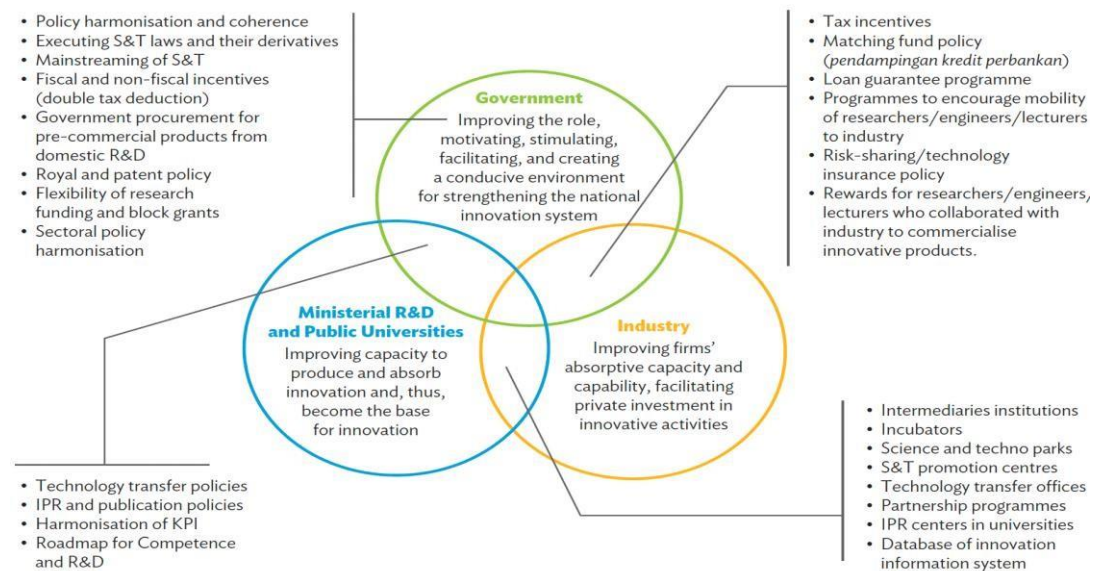 • Policy harmonisation and coherence
• Executing S&T laws and their derivatives
• Mainstreaming of S&T
• Fiscal and non-fiscal incentives
(double tax deduction)
• Government procurement for
pre-commercial products from
domestic R&D
• Royal and patent policy
• Flexibility of research
funding and block grants
• Sectoral policy
harmonisation
Government
Improving the role,
motivating, stimulating,
facilitating, and creating
a conducive environment
for strengthening the national
innovation system
• Tax incentives
• Matching fund policy
(pendampingan kredit perbankan)
• Loan guarantee programme
• Programmes to encourage mobility
of researchers/engineers/lecturers
to industry
• Risk-sharing/technology
insurance policy
• Rewards for researchers/engineers/
lecturers who collaborated with
industry to commercialise
innovative products.
Ministerial R&D
and Public Universities
Improving capacity to
produce and absorb
innovation and, thus,
become the base
for innovation
Industry
Improving firms'
absorptive capacity and
capability, facilitating
private investment in
innovative activities
• Technology transfer policies
• IPR and publication policies
• Harmonisation of KPI
• Roadmap for Competence
and R&D
• Intermediaries institutions
• Incubators
• Science and techno parks
• S&T promotion centres
• Technology transfer offices
• Partnership programmes
• IPR centers in universities
• Database of innovation
information system